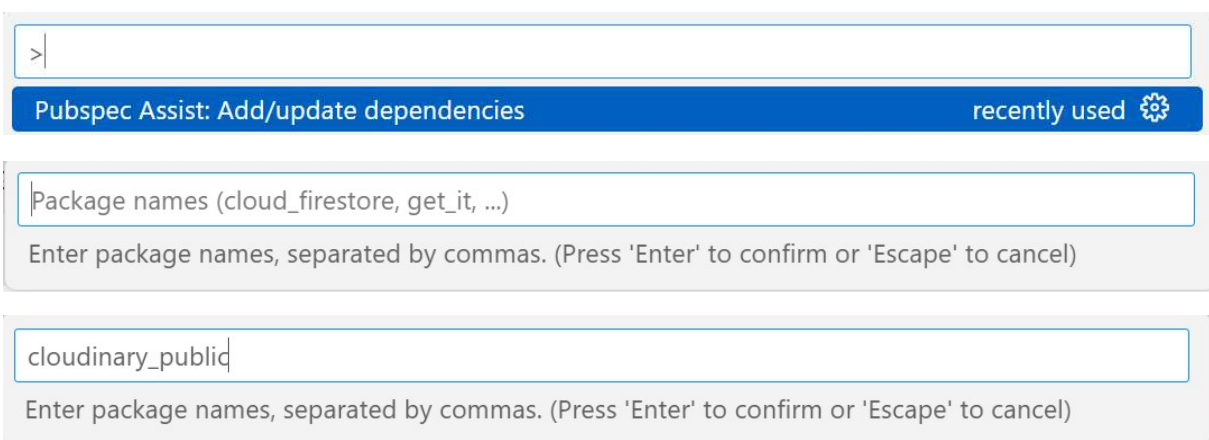 >
Pubspec Assist: Add/update dependencies recently used
Package names (cloud_firestore, get_it, ...)
Enter package names, separated by commas. (Press 'Enter' to confirm or 'Escape' to cancel)
cloudinary_public
Enter package names, separated by commas. (Press 'Enter' to confirm or 'Escape' to cancel)